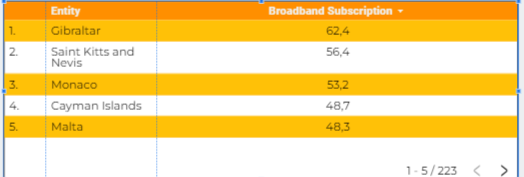 Entity Broadband Subscription
1. Gibraltar 62,4
2. Saint Kitts and 56,4
Nevis
3. Monaco 53,2
4. Cayman Islands 48,7
5. Malta 48,3
1 - 5 / 223